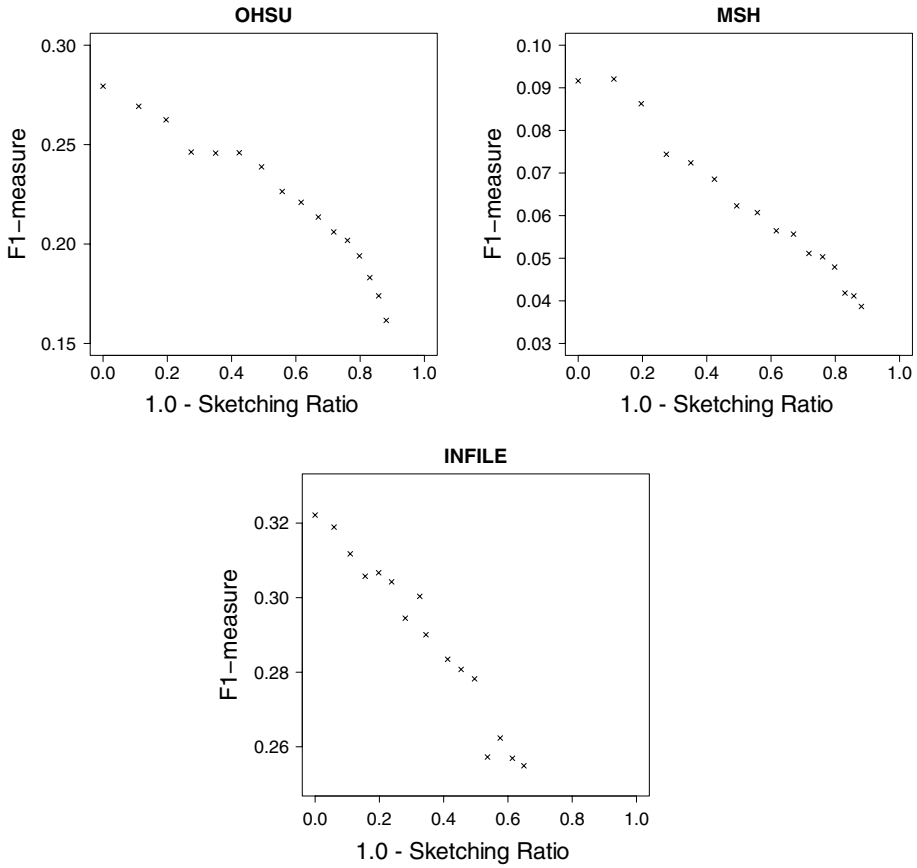 OHSU
0.30
0.25
0.20
0.15
F1−measure
0.0 0.2 0.4 0.6 0.8 1.0
1.0 - Sketching Ratio
MSH
0.10
0.09
0.08
0.07
0.06
0.05
0.04
0.03
F1−measure
0.0 0.2 0.4 0.6 0.8 1.0
1.0 - Sketching Ratio
INFILE
0.32
0.30
0.28
0.26
F1−measure
0.0 0.2 0.4 0.6 0.8 1.0
1.0 - Sketching Ratio